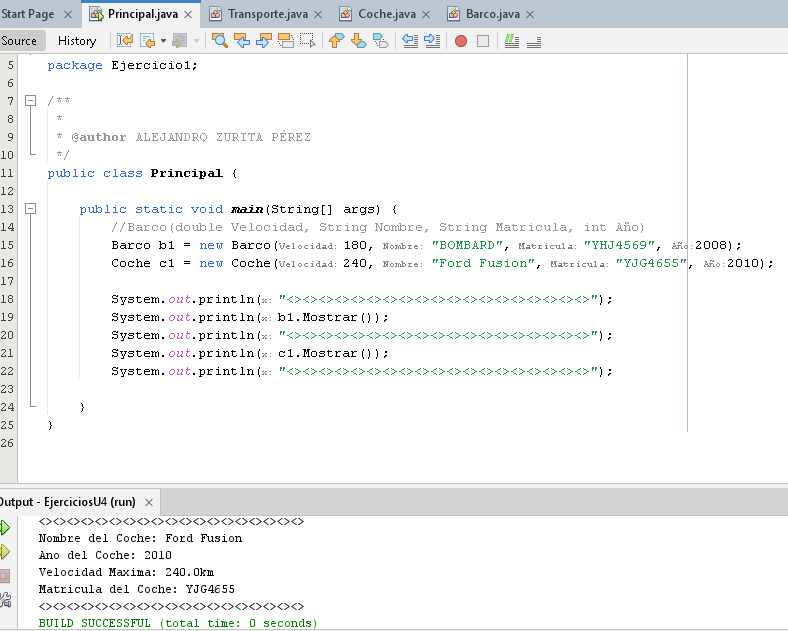 Start Page Principal.java Transporte.java Coche.java Barco.java
Source History
5 package Ejercicio1;
6
7 /**
8 *
9 * @author ALEJANDRO ZURITA PÉREZ
10 */
11 public class Principal {
12
13 public static void main(String[] args) {
14 //Barco(double Velocidad, String Nombre, String Matricula, int Año)
15 Barco b1 = new Barco(Velocidad: 180, Nombre: "BOMBARD", Matricula: "YHJ4569", Año: 2008);
16 Coche c1 = new Coche(Velocidad: 240, Nombre: "Ford Fusion", Matricula: "YJG4655", Año: 2010);
17
18 System.out.println(x: "<><><><><><><><><><><><><><><><><><><>");
19 System.out.println(x: b1.Mostrar());
20 System.out.println(x: "<><><><><><><><><><><><><><><><><><><>");
21 System.out.println(x: c1.Mostrar());
22 System.out.println(x: "<><><><><><><><><><><><><><><><><><><>");
23
24 }
25 }
26
Output - EjerciciosU4 (run)
<><><><><><><><><><><><><><><><><><><>
Nombre del Coche: Ford Fusion
Ano del Coche: 2010
Velocidad Maxima: 240.0km
Matricula del Coche: YJG4655
<><><><><><><><><><><><><><><><><><><>
BUILD SUCCESSFUL (total time: 0 seconds)